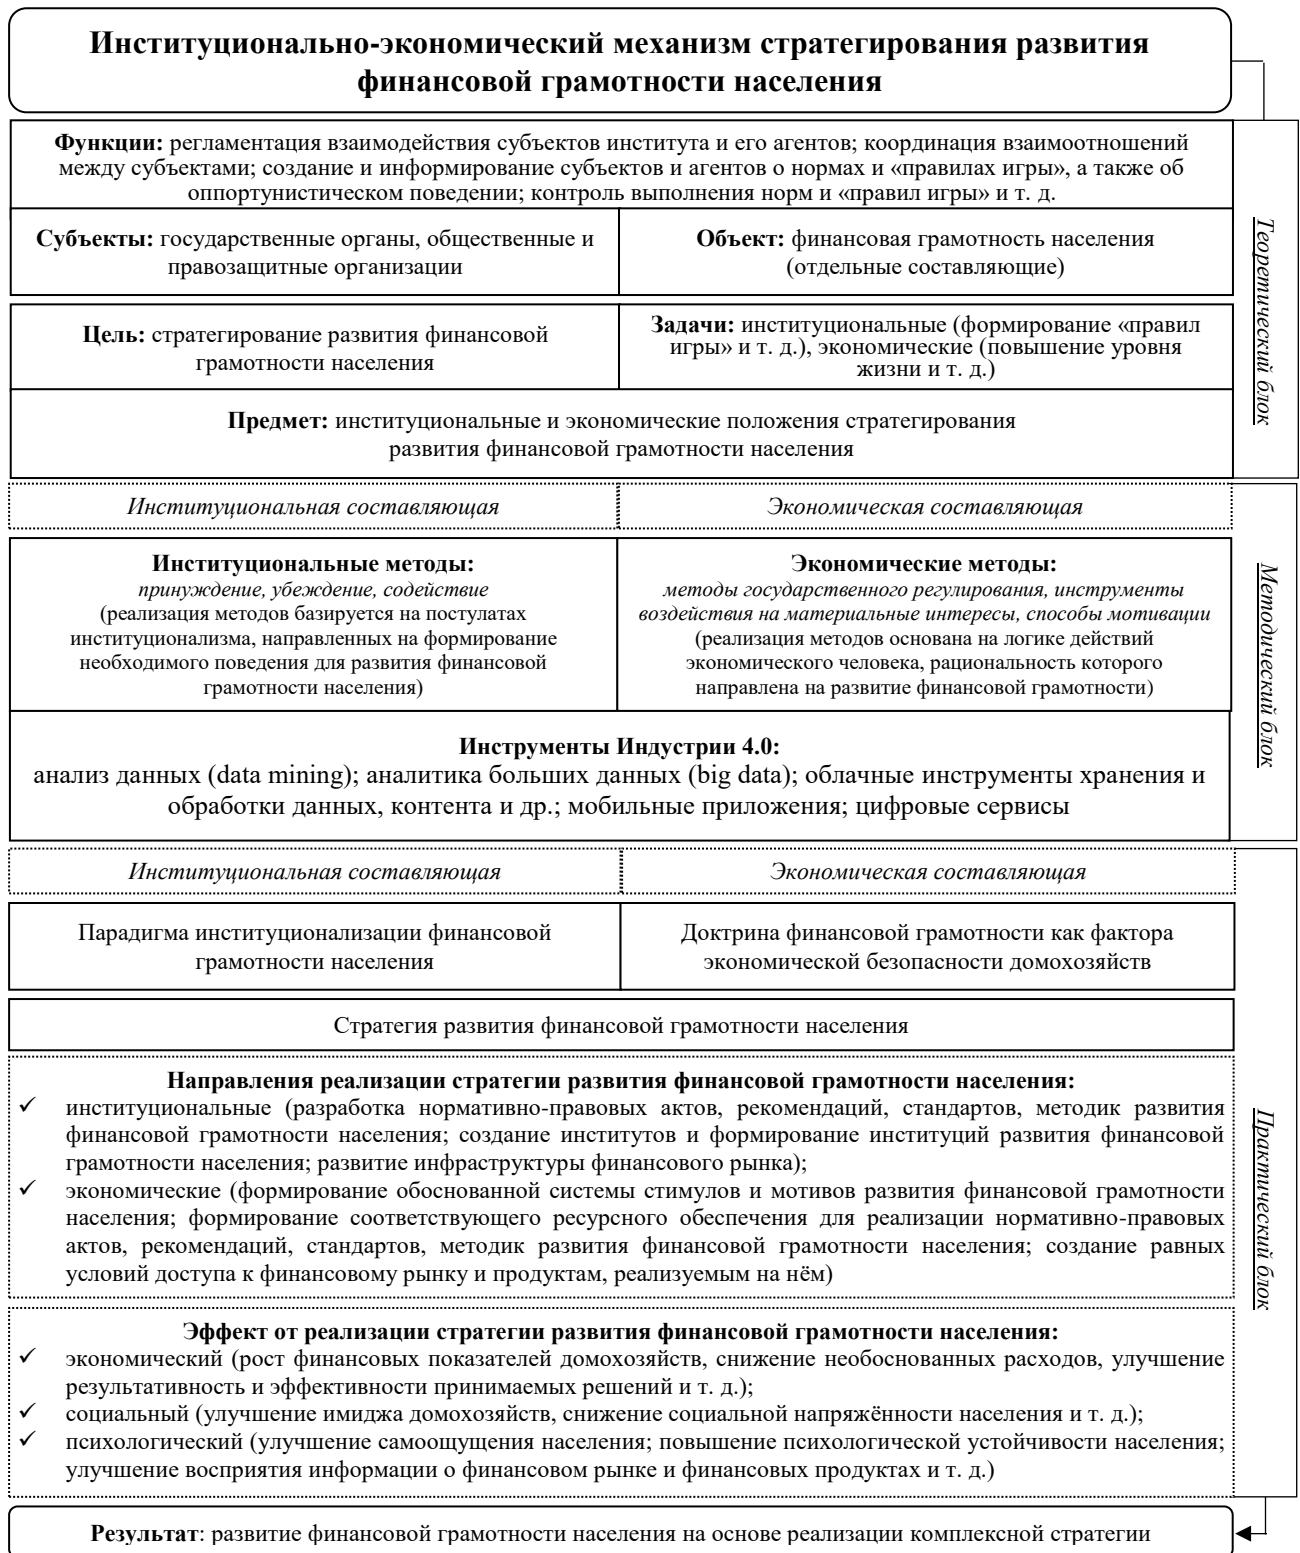 Институционально-экономический механизм стратегирования развития
финансовой грамотности населения
Функции: регламентация взаимодействия субъектов института и его агентов; координация взаимоотношений
между субъектами; создание и информирование субъектов и агентов о нормах и «правилах игры», а также об
оппортунистическом поведении; контроль выполнения норм и «правил игры» и т. д.
Субъекты: государственные органы, общественные и
правозащитные организации
Объект: финансовая грамотность населения
(отдельные составляющие)
Цель: стратегирование развития финансовой
грамотности населения
Задачи: институциональные (формирование «правил
игры» и т. д.), экономические (повышение уровня
жизни и т. д.)
Предмет: институциональные и экономические положения стратегирования
развития финансовой грамотности населения
Теоретический блок
Институциональная составляющая
Экономическая составляющая
Институциональные методы:
принуждение, убеждение, содействие
(реализация методов базируется на постулатах
институционализма, направленных на формирование
необходимого поведения для развития финансовой
грамотности населения)
Экономические методы:
методы государственного регулирования, инструменты
воздействия на материальные интересы, способы мотивации
(реализация методов основана на логике действий
экономического человека, рациональность которого
направлена на развитие финансовой грамотности)
Инструменты Индустрии 4.0:
анализ данных (data mining); аналитика больших данных (big data); облачные инструменты хранения и
обработки данных, контента и др.; мобильные приложения; цифровые сервисы
Методический блок
Институциональная составляющая
Экономическая составляющая
Парадигма институционализации финансовой
грамотности населения
Доктрина финансовой грамотности как фактора
экономической безопасности домохозяйств
Стратегия развития финансовой грамотности населения
Направления реализации стратегии развития финансовой грамотности населения:
✓ институциональные (разработка нормативно-правовых актов, рекомендаций, стандартов, методик развития
финансовой грамотности населения; создание институтов и формирование институций развития финансовой
грамотности населения; развитие инфраструктуры финансового рынка);
✓ экономические (формирование обоснованной системы стимулов и мотивов развития финансовой грамотности
населения; формирование соответствующего ресурсного обеспечения для реализации нормативно-правовых
актов, рекомендаций, стандартов, методик развития финансовой грамотности населения; создание равных
условий доступа к финансовому рынку и продуктам, реализуемым на нём)
Эффект от реализации стратегии развития финансовой грамотности населения:
✓ экономический (рост финансовых показателей домохозяйств, снижение необоснованных расходов, улучшение
результативность и эффективности принимаемых решений и т. д.);
✓ социальный (улучшение имиджа домохозяйств, снижение социальной напряжённости населения и т. д.);
✓ психологический (улучшение самоощущения населения; повышение психологической устойчивости населения;
улучшение восприятия информации о финансовом рынке и финансовых продуктах и т. д.)
Практический блок
Результат: развитие финансовой грамотности населения на основе реализации комплексной стратегии